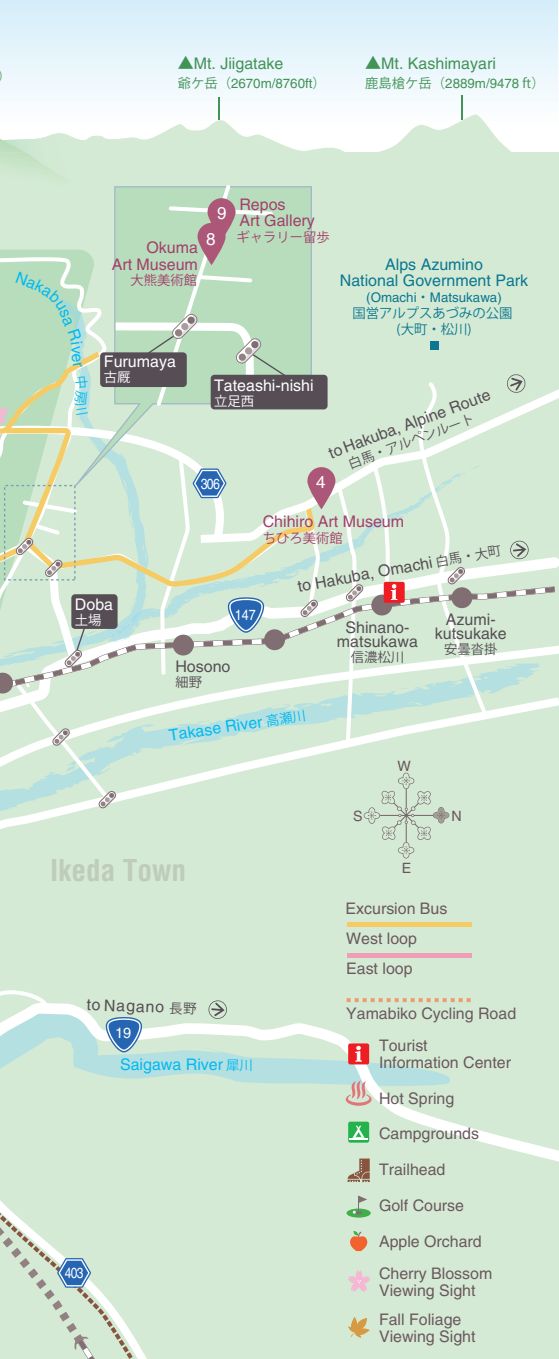 ▲Mt. Jiigatake
爺ケ岳（2670m/8760ft）
▲Mt. Kashimayari
鹿島槍ケ岳（2889m/9478 ft）
）
9
Repos
Art Gallery
ギャラリー留歩
8
Okuma
Art Museum
大熊美術館
Alps Azumino
National Government Park
(Omachi・Matsukawa)
国営アルプスあづみの公園
(大町・松川)
Nakabusa River 中房川
Furumaya
古厩
Tateashi-nishi
立足西
to Hakuba, Alpine Route
白馬・アルペンルート
306
4
Chihiro Art Museum
ちひろ美術館
to Hakuba, Omachi 白馬・大町
i
147
Doba
土場
Hosono
細野
Shinano-
matsukawa
信濃松川
Azumi-
kutsukake
安曇沓掛
Takase River 高瀬川
W
S
N
E
Ikeda Town
Excursion Bus
West loop
East loop
Yamabiko Cycling Road
to Nagano 長野
19
Saigawa River 犀川
i
Tourist
Information Center
Hot Spring
Campgrounds
Trailhead
Golf Course
Apple Orchard
Cherry Blossom
Viewing Sight
Fall Foliage
Viewing Sight
403